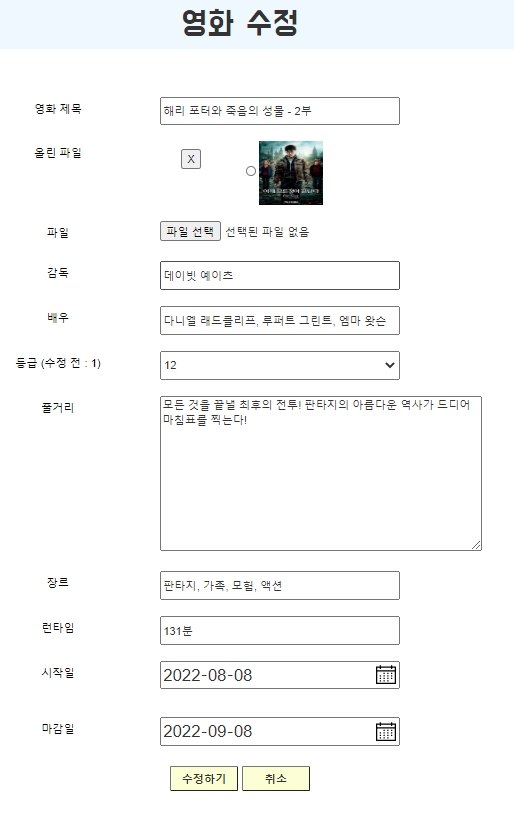 영화 수정
영화 제목
해리 포터와 죽음의 성물 - 2부
올린 파일
X
파일
파일 선택 선택된 파일 없음
감독
데이빗 예이츠
배우
다니엘 래드클리프, 루퍼트 그린트, 엠마 왓슨
등급 (수정 전 : 1)
12
줄거리
모든 것을 끝낼 최후의 전투! 판타지의 아름다운 역사가 드디어
마침표를 찍는다!
장르
판타지, 가족, 모험, 액션
런타임
131분
시작일
2022-08-08
마감일
2022-09-08
수정하기
취소